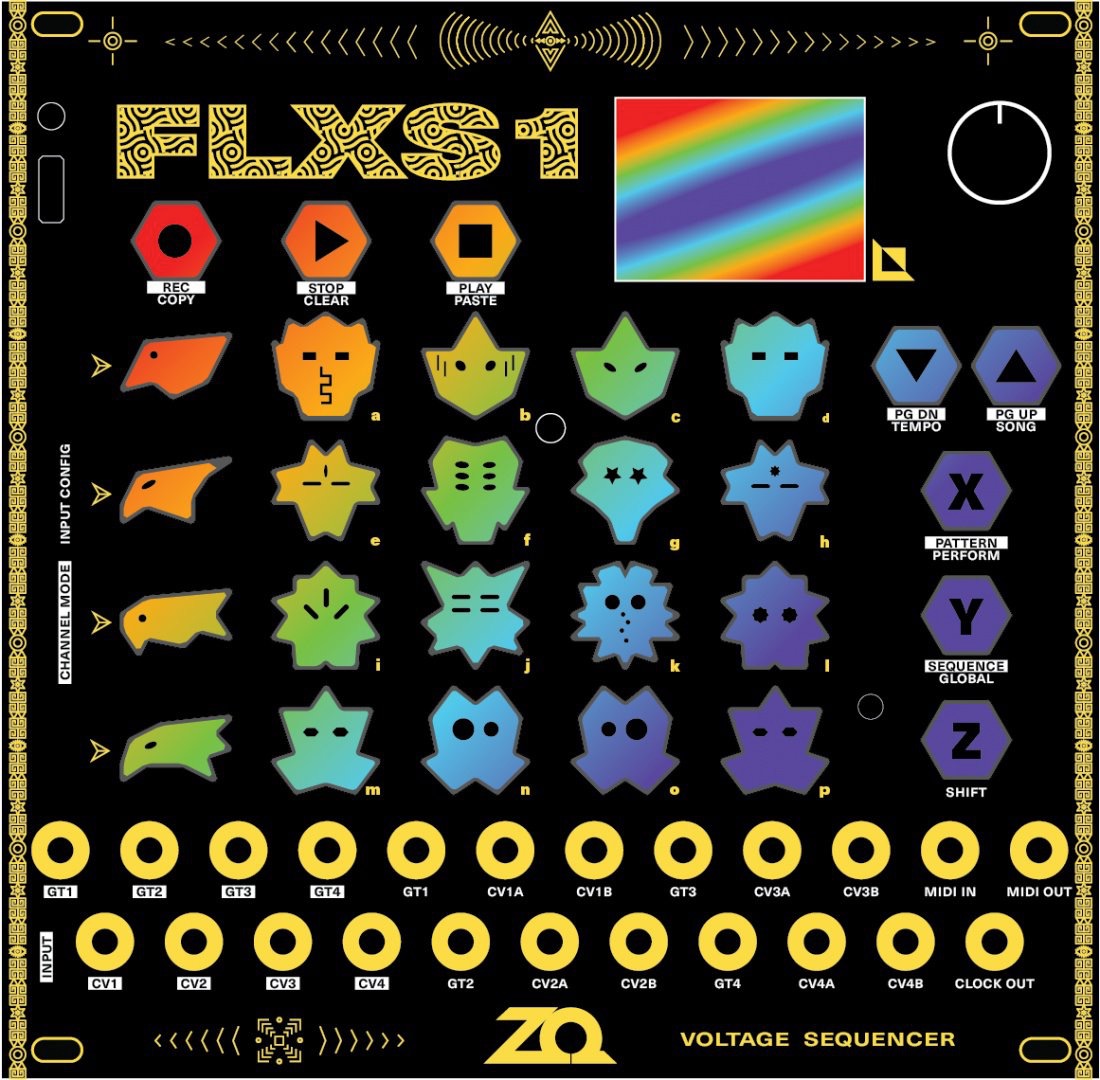 FLXS1
REC
COPY
STOP
CLEAR
PLAY
PASTE
a
b
c
d
PG DN
TEMPO
PG UP
SONG
INPUT CONFIG
e
f
g
h
X
PATTERN
PERFORM
CHANNEL MODE
i
j
k
l
Y
SEQUENCE
GLOBAL
m
n
o
p
Z
SHIFT
GT1
GT2
GT3
GT4
GT1
CV1A
CV1B
GT3
CV3A
CV3B
MIDI IN
MIDI OUT
INPUT
CV1
CV2
CV3
CV4
GT2
CV2A
CV2B
GT4
CV4A
CV4B
CLOCK OUT
ZQ
VOLTAGE SEQUENCER